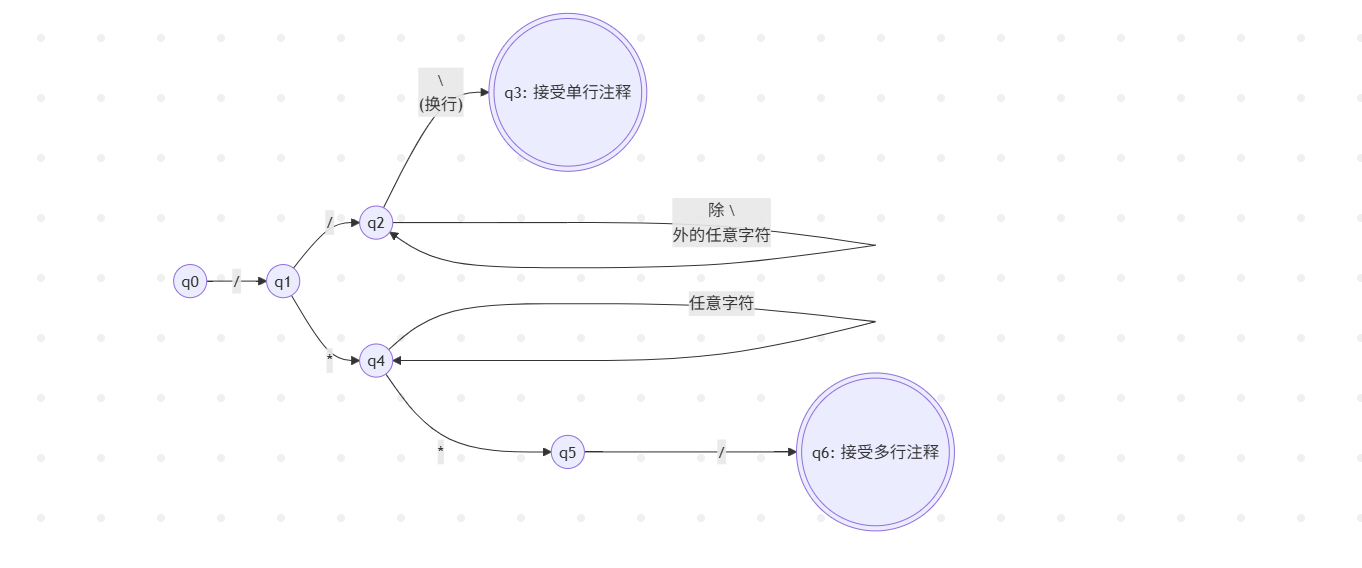 \
(换行)
q3: 接受单行注释
/
q2
除 \
外的任意字符
q0
/
q1
任意字符
*
q4
*
q5
/
q6: 接受多行注释